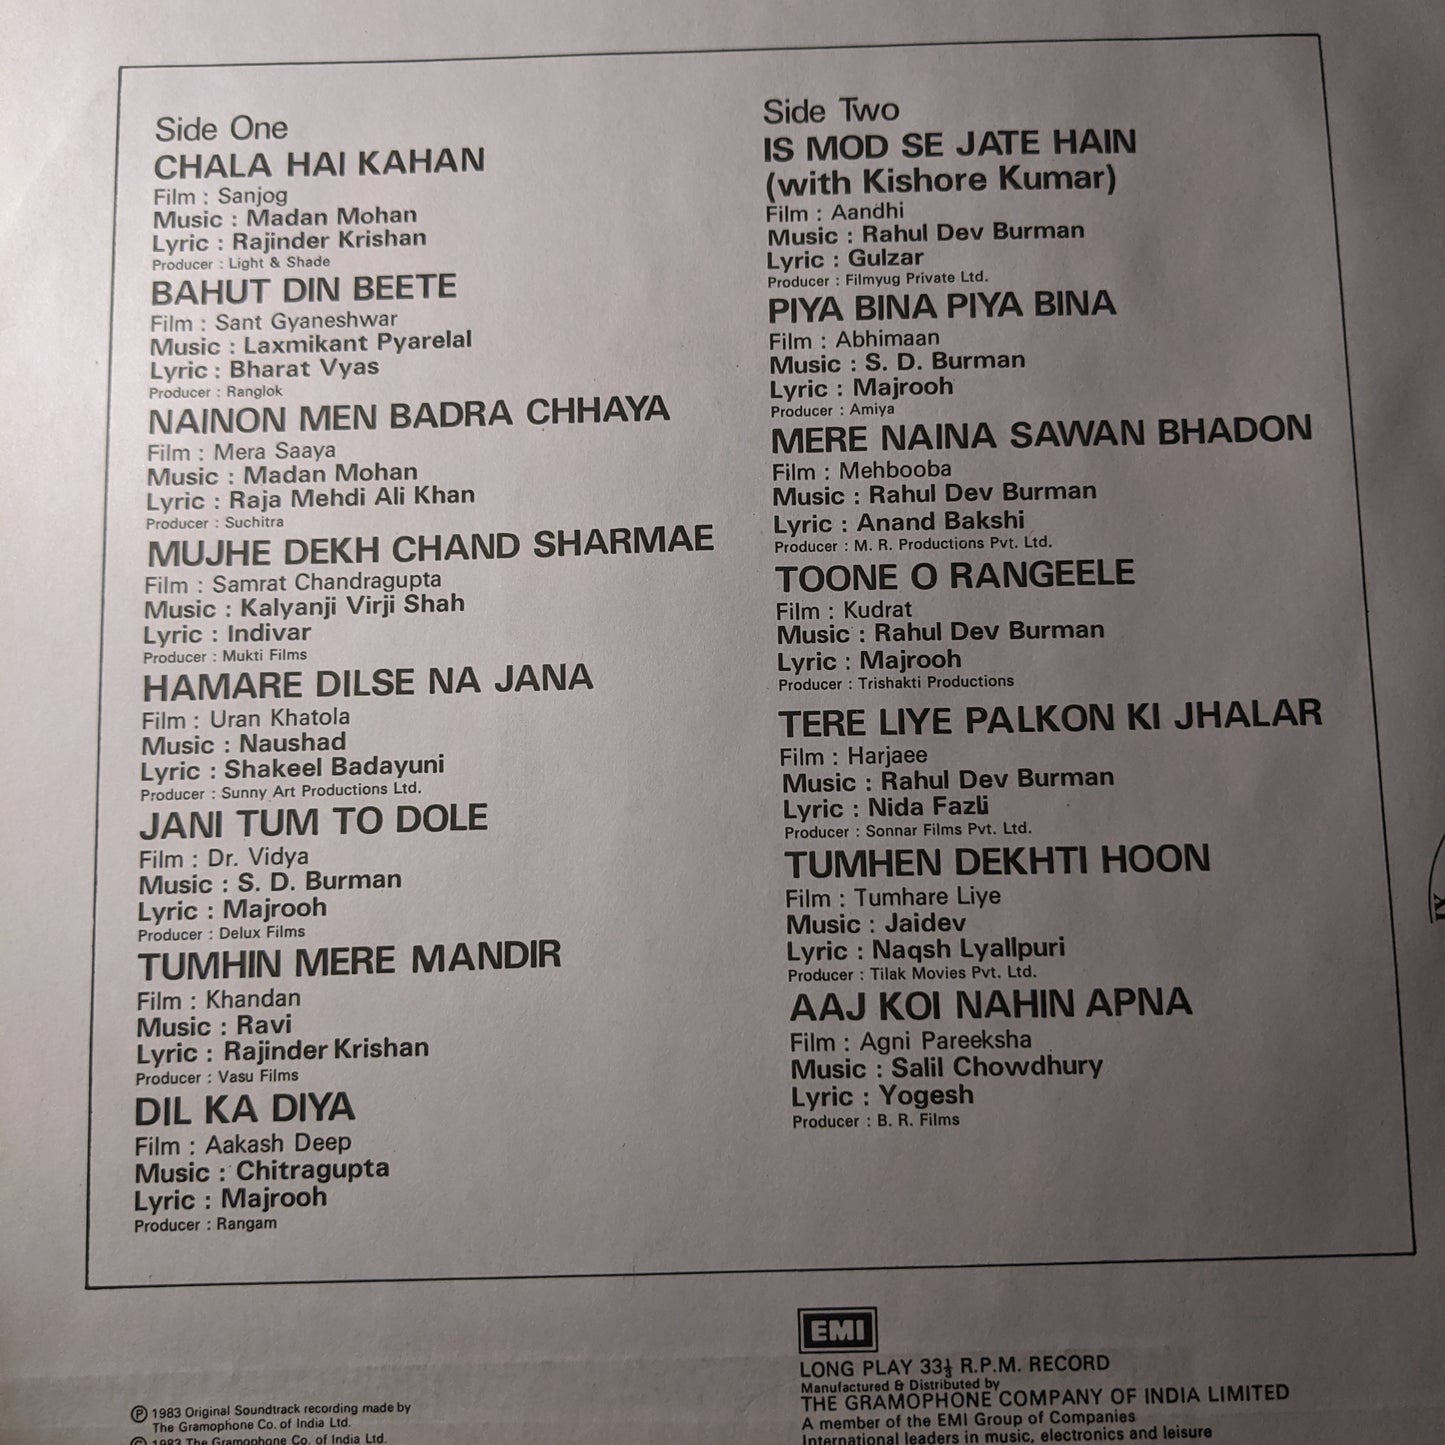 Side One
CHALA HAI KAHAN
Film : Sanjog
Music : Madan Mohan
Lyric : Rajinder Krishan
Producer : Light & Shade
BAHUT DIN BEETE
Film : Sant Gyaneshwar
Music : Laxmikant Pyarelal
Lyric : Bharat Vyas
Producer : Ranglok
NAINON MEN BADRA CHHAYA
Film : Mera Saaya
Music : Madan Mohan
Lyric : Raja Mehdi Ali Khan
Producer : Suchitra
MUJHE DEKH CHAND SHARMAE
Film : Samrat Chandragupta
Music : Kalyanji Virji Shah
Lyric : Indivar
Producer : Mukti Films
HAMARE DILSE NA JANA
Film : Uran Khatola
Music : Naushad
Lyric : Shakeel Badayuni
Producer : Sunny Art Productions Ltd.
JANI TUM TO DOLE
Film : Dr. Vidya
Music : S. D. Burman
Lyric : Majrooh
Producer : Delux Films
TUMHIN MERE MANDIR
Film : Khandan
Music : Ravi
Lyric : Rajinder Krishan
Producer : Vasu Films
DIL KA DIYA
Film : Aakash Deep
Music : Chitragupta
Lyric : Majrooh
Producer : Rangam
Side Two
IS MOD SE JATE HAIN
(with Kishore Kumar)
Film : Aandhi
Music : Rahul Dev Burman
Lyric : Gulzar
Producer : Filmyug Private Ltd.
PIYA BINA PIYA BINA
Film : Abhimaan
Music : S. D. Burman
Lyric : Majrooh
Producer : Amiya
MERE NAINA SAWAN BHADON
Film : Mehbooba
Music : Rahul Dev Burman
Lyric : Anand Bakshi
Producer : M. R. Productions Pvt. Ltd.
TOONE O RANGEELE
Film : Kudrat
Music : Rahul Dev Burman
Lyric : Majrooh
Producer : Trishakti Productions
TERE LIYE PALKON KI JHALAR
Film : Harjaee
Music : Rahul Dev Burman
Lyric : Nida Fazli
Producer : Sonnar Films Pvt. Ltd.
TUMHEN DEKHTI HOON
Film : Tumhare Liye
Music : Jaidev
Lyric : Naqsh Lyallpuri
Producer : Tilak Movies Pvt. Ltd.
AAJ KOI NAHIN APNA
Film : Agni Pareeksha
Music : Salil Chowdhury
Lyric : Yogesh
Producer : B. R. Films
℗ 1983 Original Soundtrack recording made by
The Gramophone Co. of India Ltd.
© 1983 The Gramophone Co. of India Ltd.
EMI
LONG PLAY 33⅓ R.P.M. RECORD
Manufactured & Distributed by
THE GRAMOPHONE COMPANY OF INDIA LIMITED
A member of the EMI Group of Companies
International leaders in music, electronics and leisure